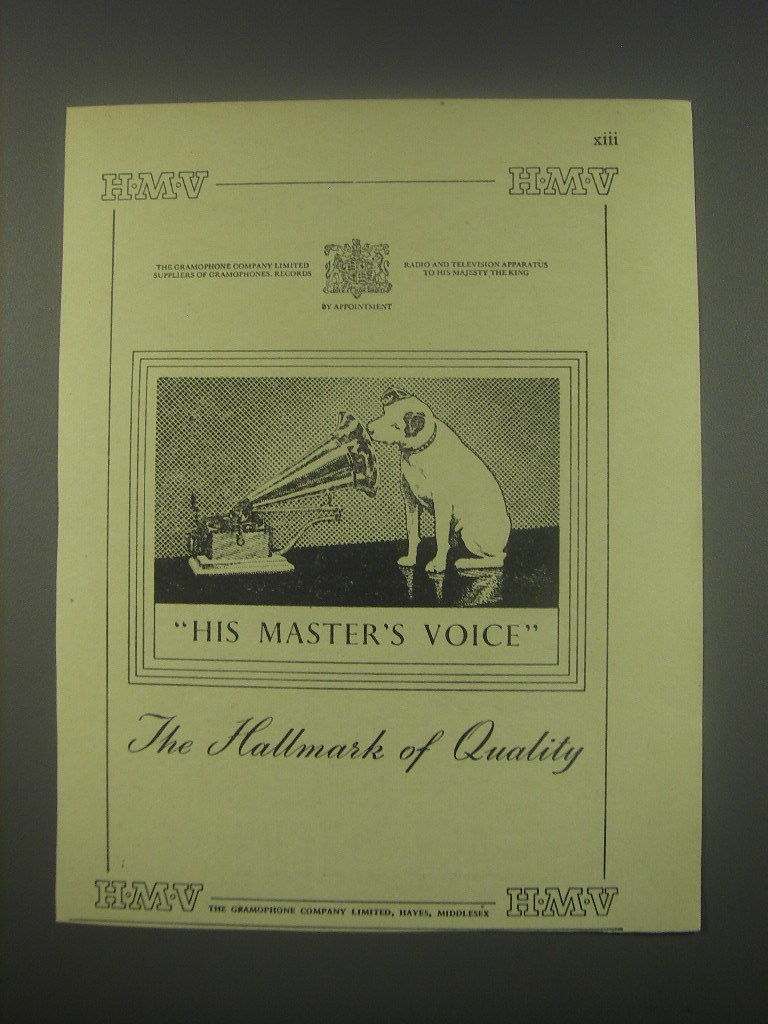 xiii
H·M·V H·M·V
THE GRAMOPHONE COMPANY LIMITED
SUPPLIERS OF GRAMOPHONES, RECORDS
RADIO AND TELEVISION APPARATUS
TO HIS MAJESTY THE KING
BY APPOINTMENT
"HIS MASTER'S VOICE"
The Hallmark of Quality
H·M·V THE GRAMOPHONE COMPANY LIMITED, HAYES, MIDDLESEX H·M·V